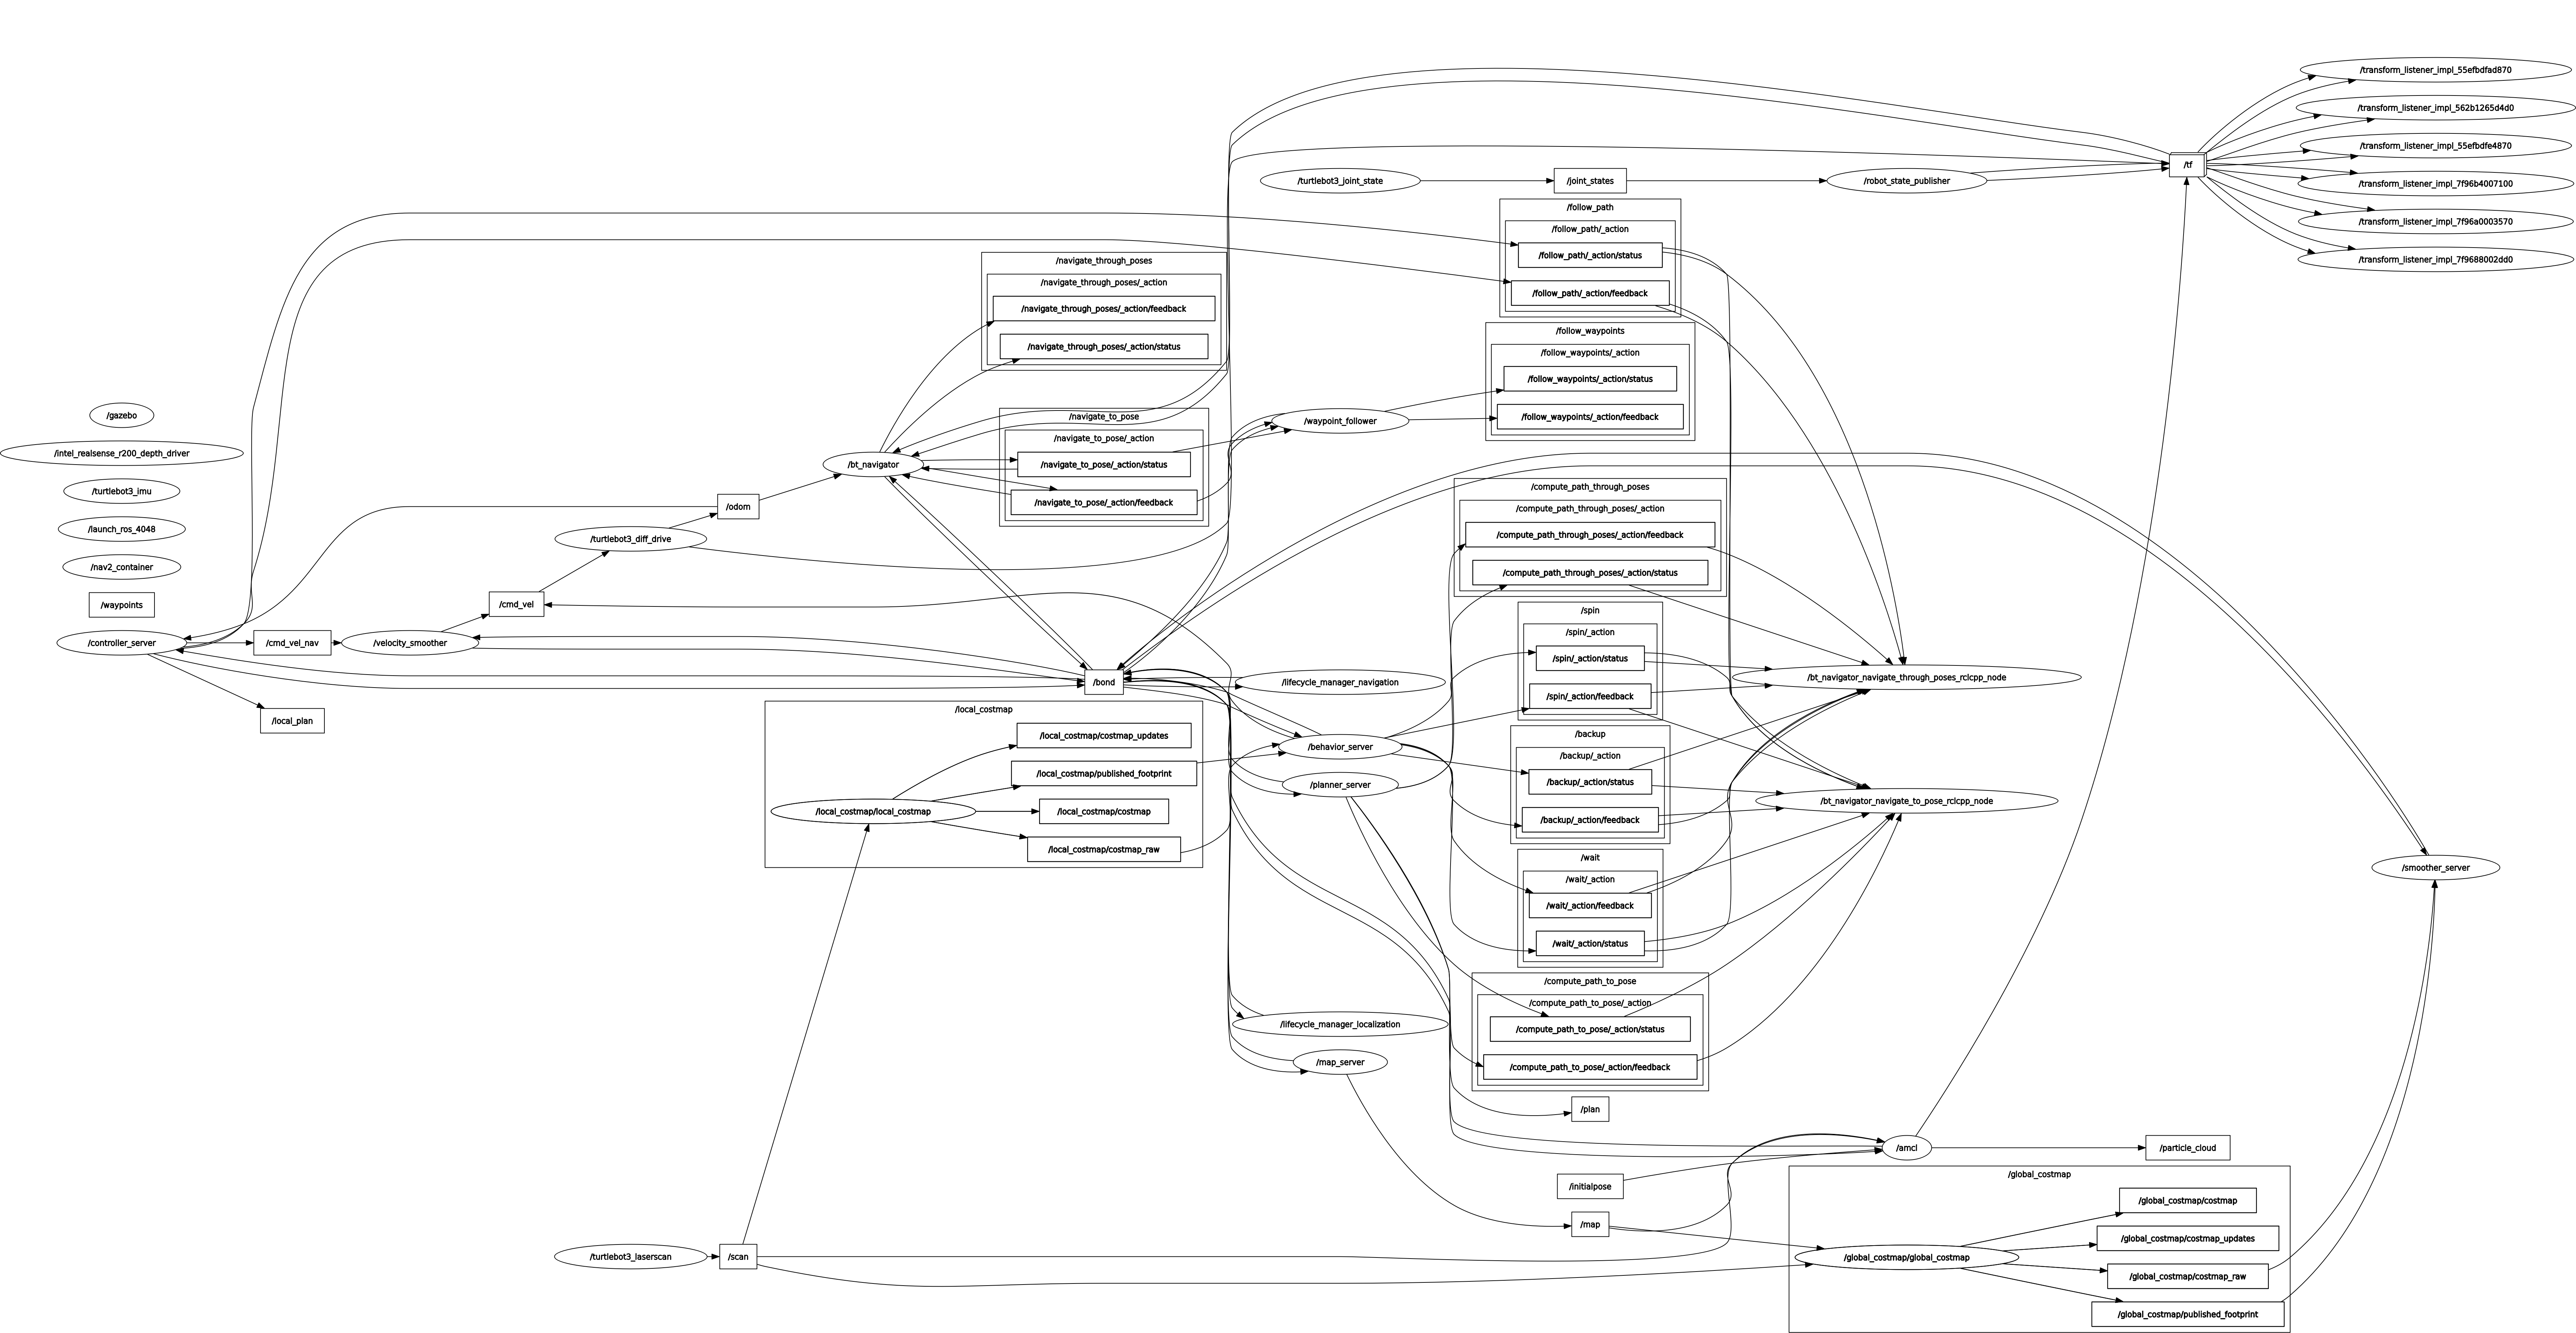 /gazebo
/intel_realsense_r200_depth_driver
/turtlebot3_imu
/launch_ros_4048
/nav2_container
/waypoints
/controller_server
/cmd_vel_nav
/local_plan
/velocity_smoother
/cmd_vel
/turtlebot3_diff_drive
/odom
/bt_navigator
/navigate_through_poses
/navigate_through_poses/_action
/navigate_through_poses/_action/feedback
/navigate_through_poses/_action/status
/navigate_to_pose
/navigate_to_pose/_action
/navigate_to_pose/_action/status
/navigate_to_pose/_action/feedback
/bond
/local_costmap
/local_costmap/costmap_updates
/local_costmap/published_footprint
/local_costmap/local_costmap
/local_costmap/costmap
/local_costmap/costmap_raw
/turtlebot3_laserscan
/scan
/turtlebot3_joint_state
/joint_states
/robot_state_publisher
/waypoint_follower
/lifecycle_manager_navigation
/behavior_server
/planner_server
/lifecycle_manager_localization
/map_server
/follow_path
/follow_path/_action
/follow_path/_action/status
/follow_path/_action/feedback
/follow_waypoints
/follow_waypoints/_action
/follow_waypoints/_action/status
/follow_waypoints/_action/feedback
/compute_path_through_poses
/compute_path_through_poses/_action
/compute_path_through_poses/_action/feedback
/compute_path_through_poses/_action/status
/spin
/spin/_action
/spin/_action/status
/spin/_action/feedback
/backup
/backup/_action
/backup/_action/status
/backup/_action/feedback
/wait
/wait/_action
/wait/_action/feedback
/wait/_action/status
/compute_path_to_pose
/compute_path_to_pose/_action
/compute_path_to_pose/_action/status
/compute_path_to_pose/_action/feedback
/plan
/initialpose
/map
/bt_navigator_navigate_through_poses_rclcpp_node
/bt_navigator_navigate_to_pose_rclcpp_node
/amcl
/particle_cloud
/global_costmap
/global_costmap/costmap
/global_costmap/costmap_updates
/global_costmap/global_costmap
/global_costmap/costmap_raw
/global_costmap/published_footprint
/tf
/transform_listener_impl_55efbdfad870
/transform_listener_impl_562b1265d4d0
/transform_listener_impl_55efbdfe4870
/transform_listener_impl_7f96b4007100
/transform_listener_impl_7f96a0003570
/transform_listener_impl_7f9688002dd0
/smoother_server